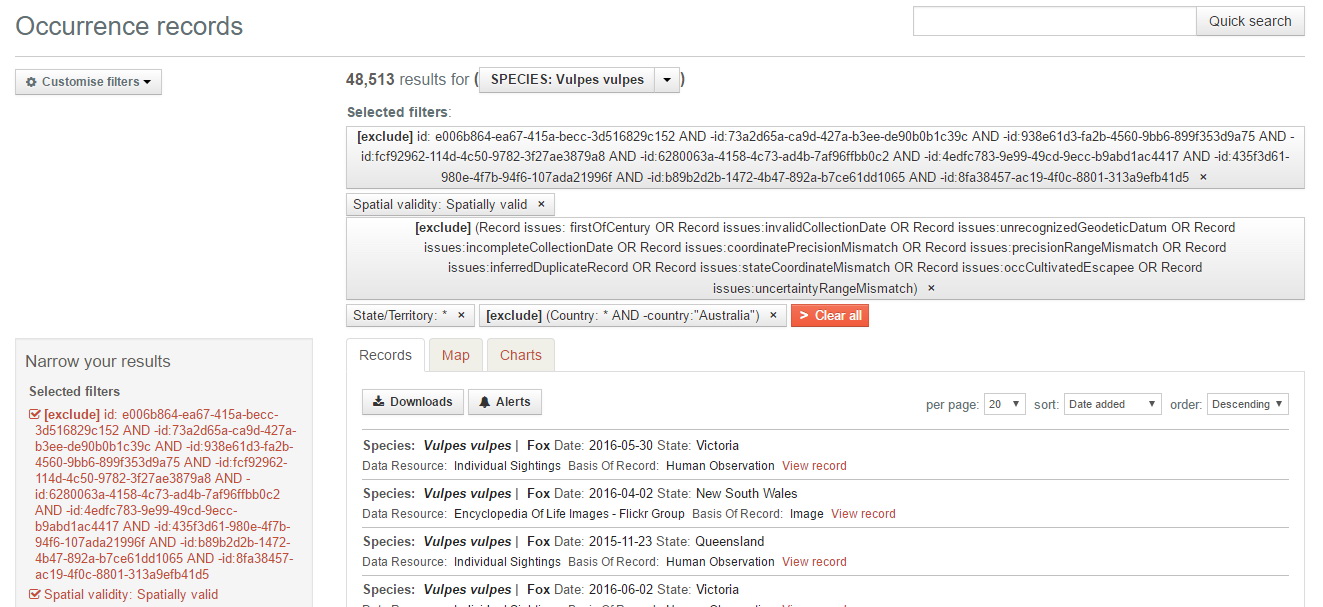 Occurrence records
Quick search
Customise filters
48,513 results for (SPECIES: Vulpes vulpes)
Selected filters:
[exclude] id: e006b864-ea67-415a-becc-3d516829c152 AND -id:73a2d65a-ca9d-427a-b3ee-de90b0b1c39c AND -id:938e61d3-fa2b-4560-9bb6-899f353d9a75 AND -
id:fcf92962-114d-4c50-9782-3f27ae3879a8 AND -id:6280063a-4158-4c73-ad4b-7af96ffbb0c2 AND -id:4edfc783-9e99-49cd-9ecc-b9abd1ac4417 AND -id:435f3d61-
980e-4f7b-94f6-107ada21996f AND -id:b89b2d2b-1472-4b47-892a-b7ce61dd1065 AND -id:8fa38457-ac19-4f0c-8801-313a9efb41d5 ×
Spatial validity: Spatially valid ×
[exclude] (Record issues: firstOfCentury OR Record issues:invalidCollectionDate OR Record issues:unrecognizedGeodeticDatum OR Record
issues:incompleteCollectionDate OR Record issues:coordinatePrecisionMismatch OR Record issues:precisionRangeMismatch OR Record
issues:inferredDuplicateRecord OR Record issues:stateCoordinateMismatch OR Record issues:occCultivatedEscapee OR Record
issues:uncertaintyRangeMismatch) ×
State/Territory: * × [exclude] (Country: * AND -country:"Australia") × > Clear all
Narrow your results
Selected filters
[exclude] id: e006b864-ea67-415a-becc-
3d516829c152 AND -id:73a2d65a-ca9d-427a-
b3ee-de90b0b1c39c AND -id:938e61d3-fa2b-
4560-9bb6-899f353d9a75 AND -id:fcf92962-
114d-4c50-9782-3f27ae3879a8 AND -
id:6280063a-4158-4c73-ad4b-7af96ffbb0c2
AND -id:4edfc783-9e99-49cd-9ecc-
b9abd1ac4417 AND -id:435f3d61-980e-4f7b-
94f6-107ada21996f AND -id:b89b2d2b-1472-
4b47-892a-b7ce61dd1065 AND -id:8fa38457-
ac19-4f0c-8801-313a9efb41d5
Spatial validity: Spatially valid
Records Map Charts
Downloads Alerts
per page: 20 sort: Date added order: Descending
Species: Vulpes vulpes | Fox Date: 2016-05-30 State: Victoria
Data Resource: Individual Sightings Basis Of Record: Human Observation View record
Species: Vulpes vulpes | Fox Date: 2016-04-02 State: New South Wales
Data Resource: Encyclopedia Of Life Images - Flickr Group Basis Of Record: Image View record
Species: Vulpes vulpes | Fox Date: 2015-11-23 State: Queensland
Data Resource: Individual Sightings Basis Of Record: Human Observation View record
Species: Vulpes vulpes | Fox Date: 2016-06-02 State: Victoria